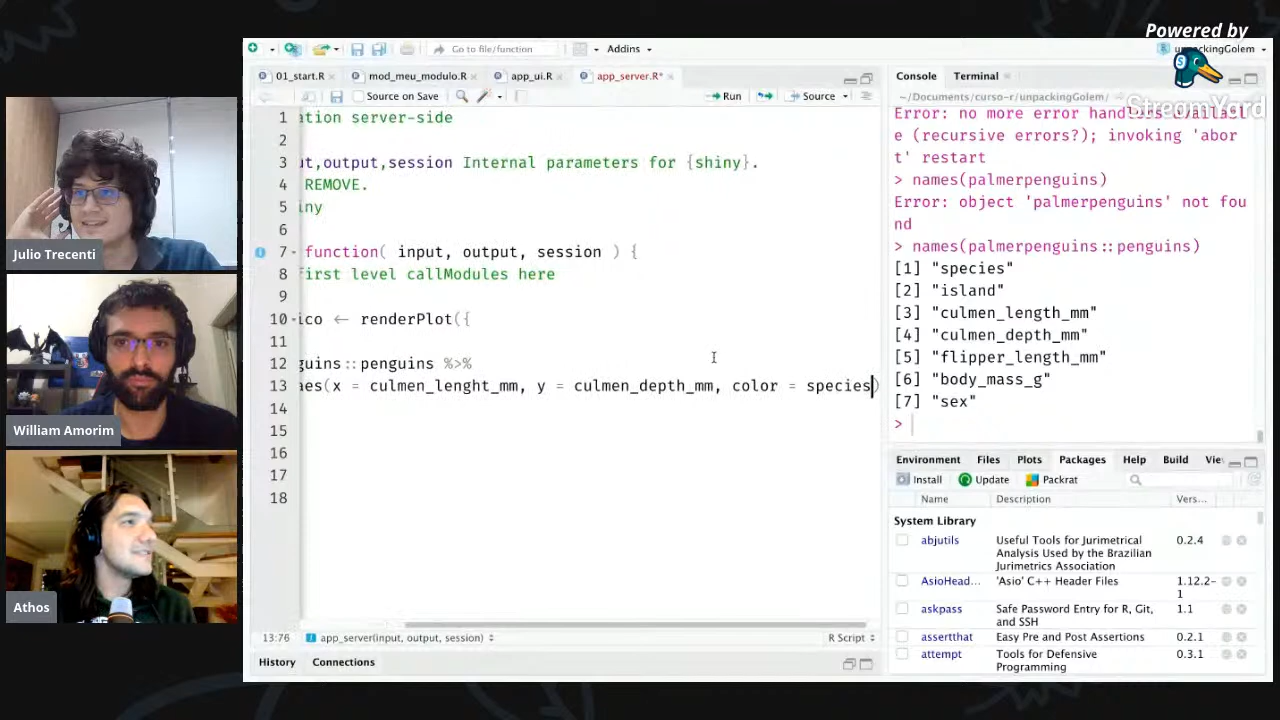 Powered by
StreamYard
Julio Trecenti
William Amorim
Athos
Go to file/function
Addins
unpackingGolem
01_start.R
mod_meu_modulo.R
app_ui.R
app_server.R*
Source on Save
Run
Source
1 ation server-side
2
3 ut,output,session Internal parameters for {shiny}.
4 REMOVE.
5 iny
6
7 function( input, output, session ) {
8 first level callModules here
9
10 ico <- renderPlot({
11
12 guins::penguins %>%
13 aes(x = culmen_lenght_mm, y = culmen_depth_mm, color = species)
14
15
16
17
18
13:76
app_server(input, output, session)
R Script
History
Connections
Console
Terminal
~/Documents/curso-r/unpackingGolem/
Error: no more error handlers availabl
e (recursive errors?); invoking 'abor
t' restart
> names(palmerpenguins)
Error: object 'palmerpenguins' not fou
nd
> names(palmerpenguins::penguins)
[1] "species"
[2] "island"
[3] "culmen_length_mm"
[4] "culmen_depth_mm"
[5] "flipper_length_mm"
[6] "body_mass_g"
[7] "sex"
>
Environment
Files
Plots
Packages
Help
Build
Vie
Install
Update
Packrat
Name
Description
Vers...
System Library
abjutils
Useful Tools for Jurimetrical
Analysis Used by the Brazilian
Jurimetrics Association
0.2.4
AsioHead...
'Asio' C++ Header Files
1.12.2-
1
askpass
Safe Password Entry for R, Git,
and SSH
1.1
assertthat
Easy Pre and Post Assertions
0.2.1
attempt
Tools for Defensive
Programming
0.3.1